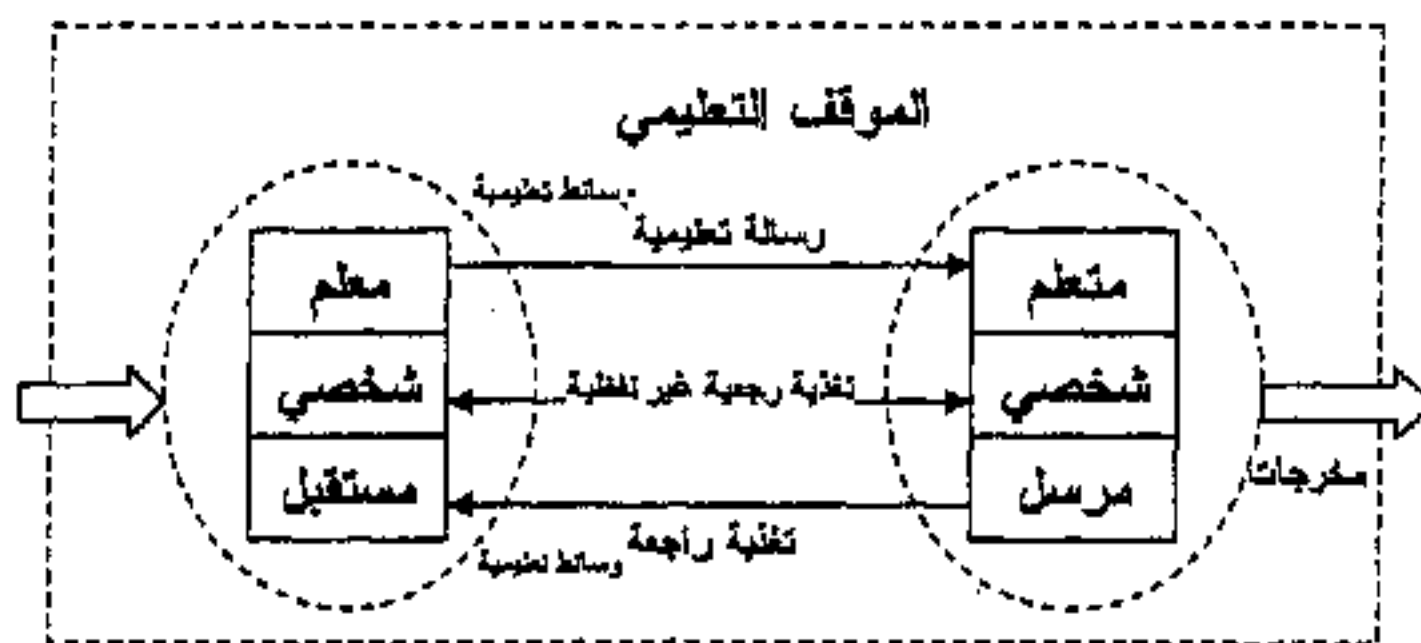 الموقف التعليمي
وسائط تعليمية
رسالة تعليمية
متعلم
معلم
شخصي
تغذية رجعية غير لفظية
شخصي
مرسل
مستقبل
مخرجات
تغذية راجعة
وسائط تعليمية